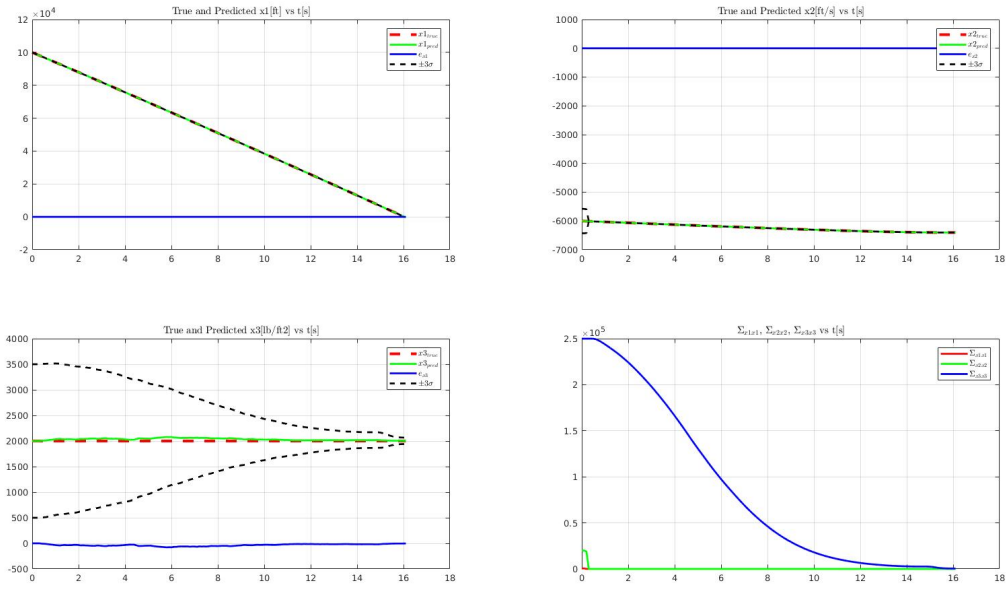 True and Predicted x1[ft] vs t[s]
×10⁴
12
10
8
6
4
2
0
-2
0 2 4 6 8 10 12 14 16 18
x1_true
x1_pred
e_x1
±3σ
True and Predicted x2[ft/s] vs t[s]
1000
0
-1000
-2000
-3000
-4000
-5000
-6000
-7000
0 2 4 6 8 10 12 14 16 18
x2_true
x2_pred
e_x2
±3σ
True and Predicted x3[lb/ft2] vs t[s]
4000
3500
3000
2500
2000
1500
1000
500
0
-500
0 2 4 6 8 10 12 14 16 18
x3_true
x3_pred
e_x3
±3σ
Σ_x1x1, Σ_x2x2, Σ_x3x3 vs t[s]
×10⁵
2.5
2
1.5
1
0.5
0
0 2 4 6 8 10 12 14 16 18
Σ_x1x1
Σ_x2x2
Σ_x3x3